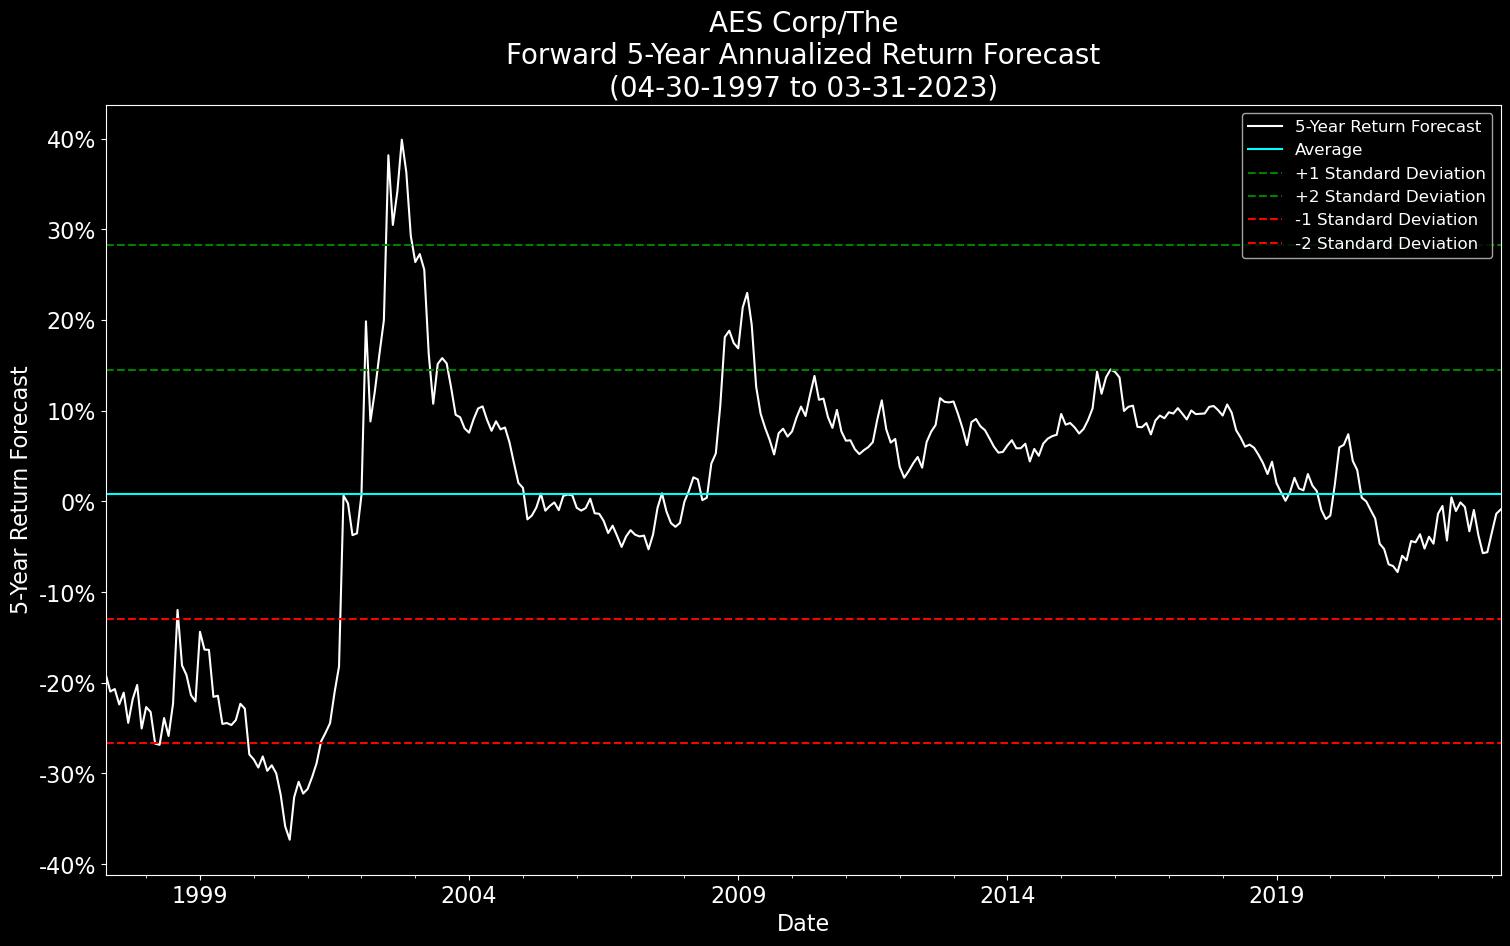 AES Corp/The
Forward 5-Year Annualized Return Forecast
(04-30-1997 to 03-31-2023)
5-Year Return Forecast
Average
+1 Standard Deviation
+2 Standard Deviation
-1 Standard Deviation
-2 Standard Deviation
40%
30%
20%
10%
0%
-10%
-20%
-30%
-40%
5-Year Return Forecast
1999 2004 2009 2014 2019
Date